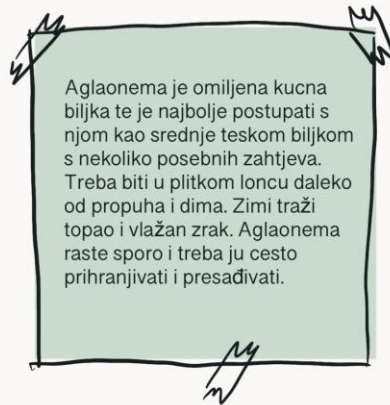 Aglaonema je omiljena kucna
biljka te je najbolje postupati s
njom kao srednje teskom biljkom
s nekoliko posebnih zahtjeva.
Treba biti u plitkom loncu daleko
od propuha i dima. Zimi traži
topao i vlažan zrak. Aglaonema
raste sporo i treba ju cesto
prihranjivati i presađivati.